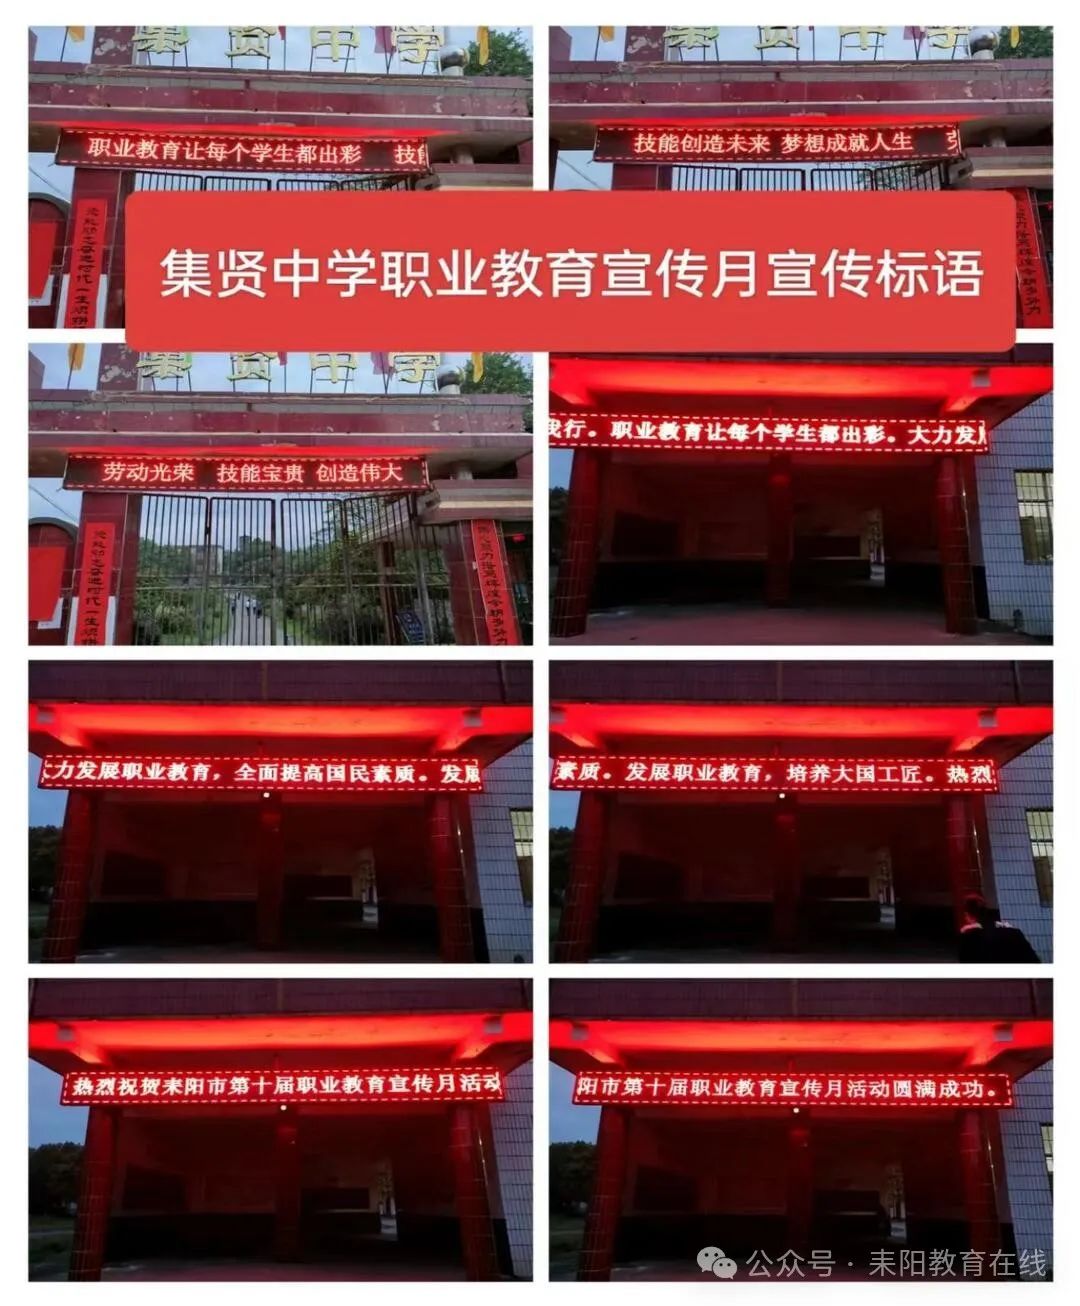 集贤中学
集贤中学
职业教育让每个学生都出彩 技能
技能创造未来 梦想成就人生
集贤中学职业教育宣传月宣传标语
集贤中学
劳动光荣 技能宝贵 创造伟大
我行。职业教育让每个学生都出彩。大力发展
大力发展职业教育，全面提高国民素质。发展
素质。发展职业教育，培养大国工匠。热烈
热烈祝贺耒阳市第十届职业教育宣传月活动
阳市第十届职业教育宣传月活动圆满成功。
公众号 · 耒阳教育在线